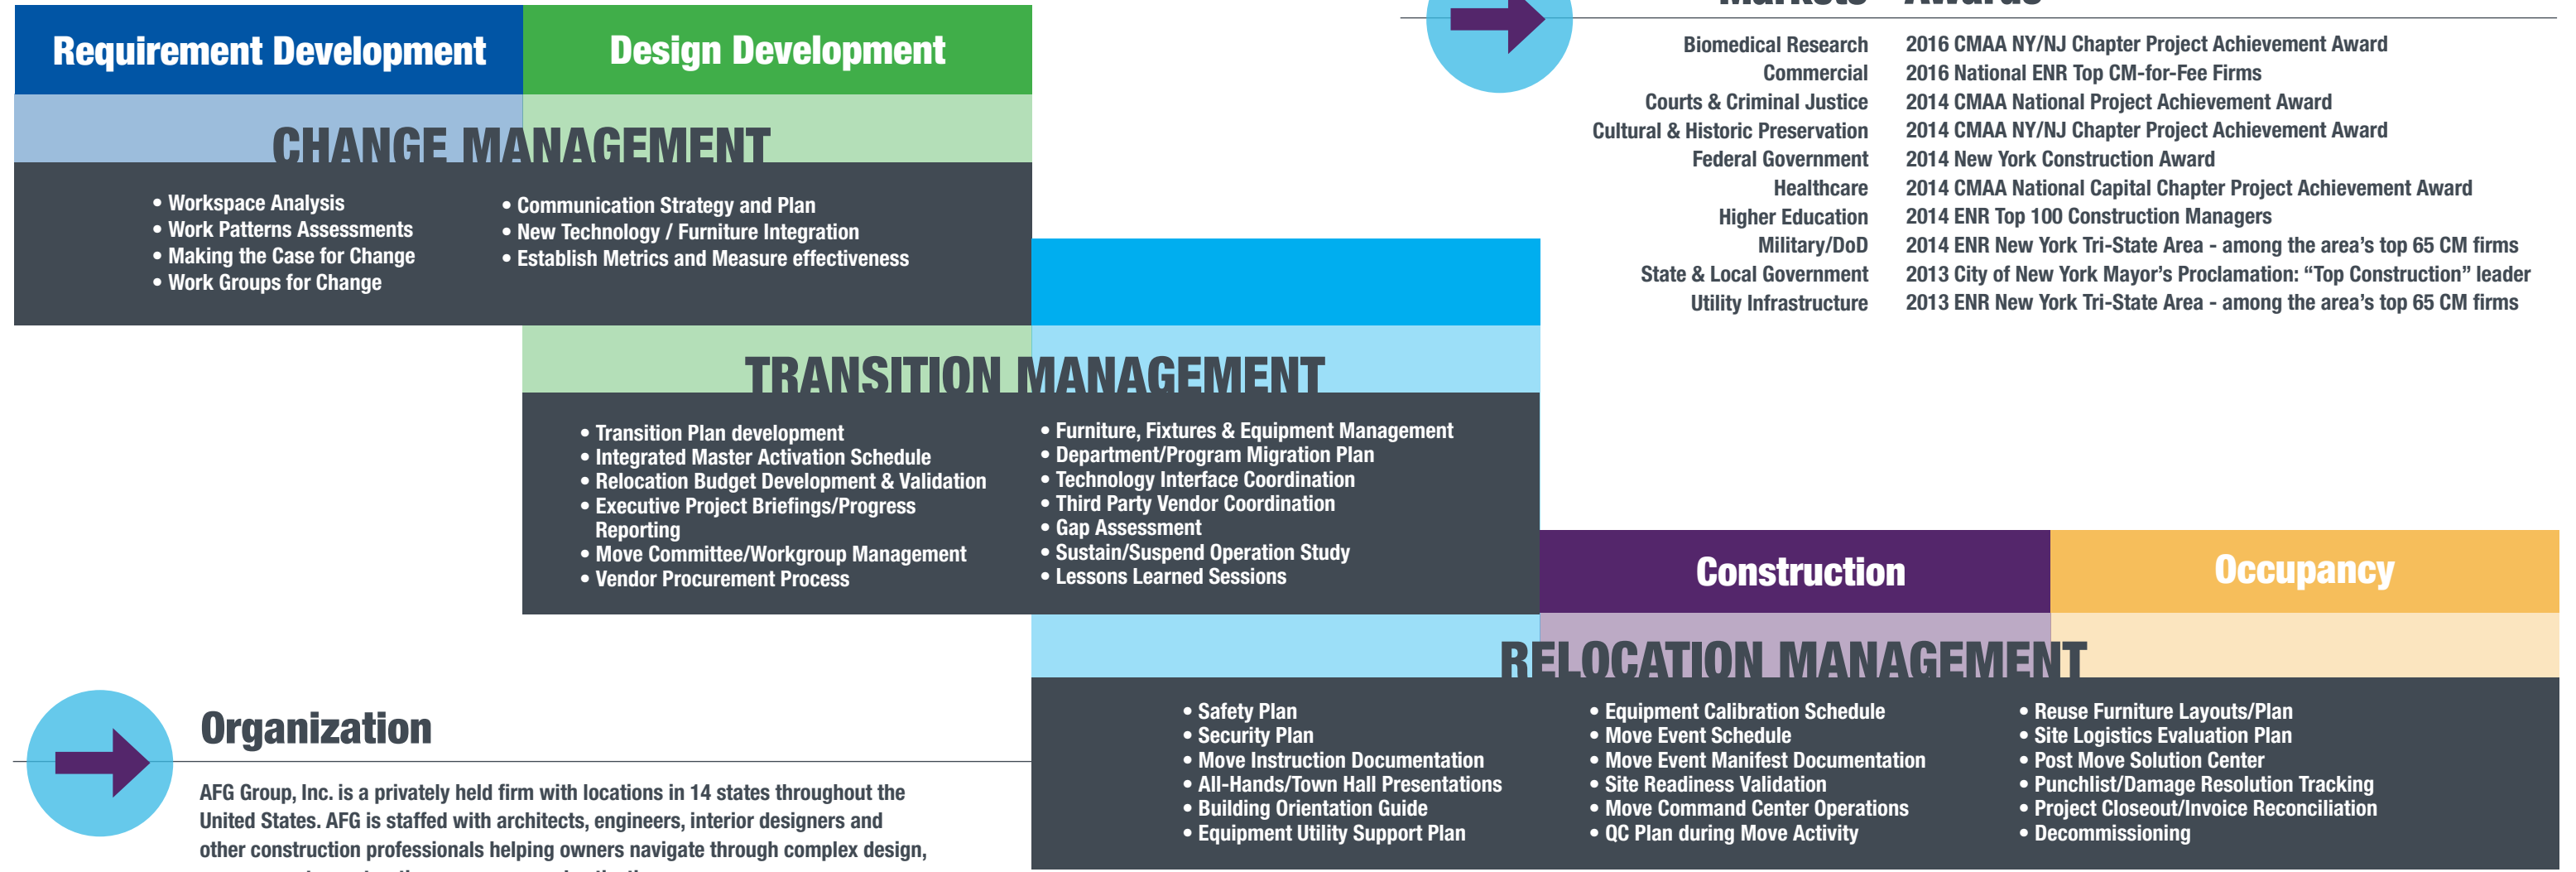 Requirement Development
Design Development
CHANGE MANAGEMENT
• Workspace Analysis
• Work Patterns Assessments
• Making the Case for Change
• Work Groups for Change
• Communication Strategy and Plan
• New Technology / Furniture Integration
• Establish Metrics and Measure effectiveness
Markets
Biomedical Research
Commercial
Courts & Criminal Justice
Cultural & Historic Preservation
Federal Government
Healthcare
Higher Education
Military/DoD
State & Local Government
Utility Infrastructure
Awards
2016 CMAA NY/NJ Chapter Project Achievement Award
2016 National ENR Top CM-for-Fee Firms
2014 CMAA National Project Achievement Award
2014 CMAA NY/NJ Chapter Project Achievement Award
2014 New York Construction Award
2014 CMAA National Capital Chapter Project Achievement Award
2014 ENR Top 100 Construction Managers
2014 ENR New York Tri-State Area - among the area’s top 65 CM firms
2013 City of New York Mayor’s Proclamation: “Top Construction” leader
2013 ENR New York Tri-State Area - among the area’s top 65 CM firms
TRANSITION MANAGEMENT
• Transition Plan development
• Integrated Master Activation Schedule
• Relocation Budget Development & Validation
• Executive Project Briefings/Progress
Reporting
• Move Committee/Workgroup Management
• Vendor Procurement Process
• Furniture, Fixtures & Equipment Management
• Department/Program Migration Plan
• Technology Interface Coordination
• Third Party Vendor Coordination
• Gap Assessment
• Sustain/Suspend Operation Study
• Lessons Learned Sessions
Construction
Occupancy
RELOCATION MANAGEMENT
• Safety Plan
• Security Plan
• Move Instruction Documentation
• All-Hands/Town Hall Presentations
• Building Orientation Guide
• Equipment Utility Support Plan
• Equipment Calibration Schedule
• Move Event Schedule
• Move Event Manifest Documentation
• Site Readiness Validation
• Move Command Center Operations
• QC Plan during Move Activity
• Reuse Furniture Layouts/Plan
• Site Logistics Evaluation Plan
• Post Move Solution Center
• Punchlist/Damage Resolution Tracking
• Project Closeout/Invoice Reconciliation
• Decommissioning
Organization
AFG Group, Inc. is a privately held firm with locations in 14 states throughout the
United States. AFG is staffed with architects, engineers, interior designers and
other construction professionals helping owners navigate through complex design,